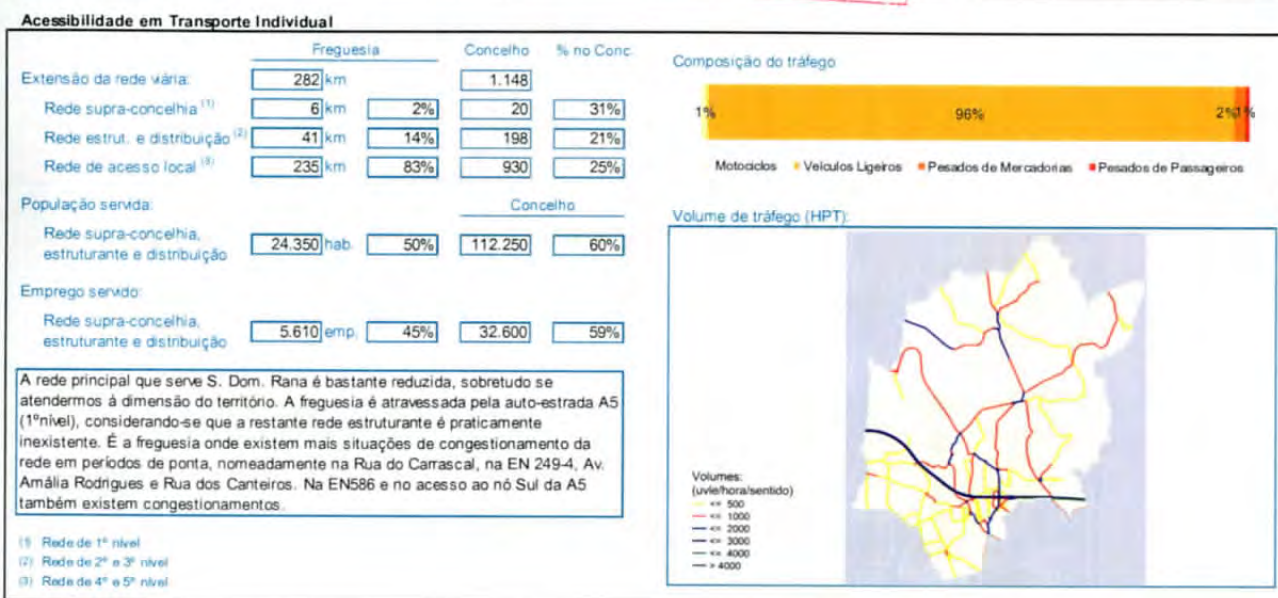 Acessibilidade em Transporte Individual
Freguesia Concelho % no Conc.
Extensão da rede viária: 282 km 1.148
Rede supra-concelhia (1) 6 km 2% 20 31%
Rede estrut. e distribuição (2) 41 km 14% 198 21%
Rede de acesso local (3) 235 km 83% 930 25%
População servida: Concelho
Rede supra-concelhia,
estruturante e distribuição 24.350 hab. 50% 112.250 60%
Emprego servido:
Rede supra-concelhia,
estruturante e distribuição 5.610 emp. 45% 32.600 59%
A rede principal que serve S. Dom. Rana é bastante reduzida, sobretudo se
atendermos à dimensão do território. A freguesia é atravessada pela auto-estrada A5
(1ºnível), considerando-se que a restante rede estruturante é praticamente
inexistente. É a freguesia onde existem mais situações de congestionamento da
rede em períodos de ponta, nomeadamente na Rua do Carrascal, na EN 249-4, Av.
Amália Rodrigues e Rua dos Canteiros. Na EN586 e no acesso ao nó Sul da A5
também existem congestionamentos.
(1) Rede de 1º nível
(2) Rede de 2º e 3º nível
(3) Rede de 4º e 5º nível
Composição do tráfego
1% 96% 2% 1%
Motociclos Veículos Ligeiros Pesados de Mercadorias Pesados de Passageiros
Volume de tráfego (HPT):
Volumes:
(uvle/hora/sentido)
<= 500
<= 1000
<= 2000
<= 3000
<= 4000
> 4000